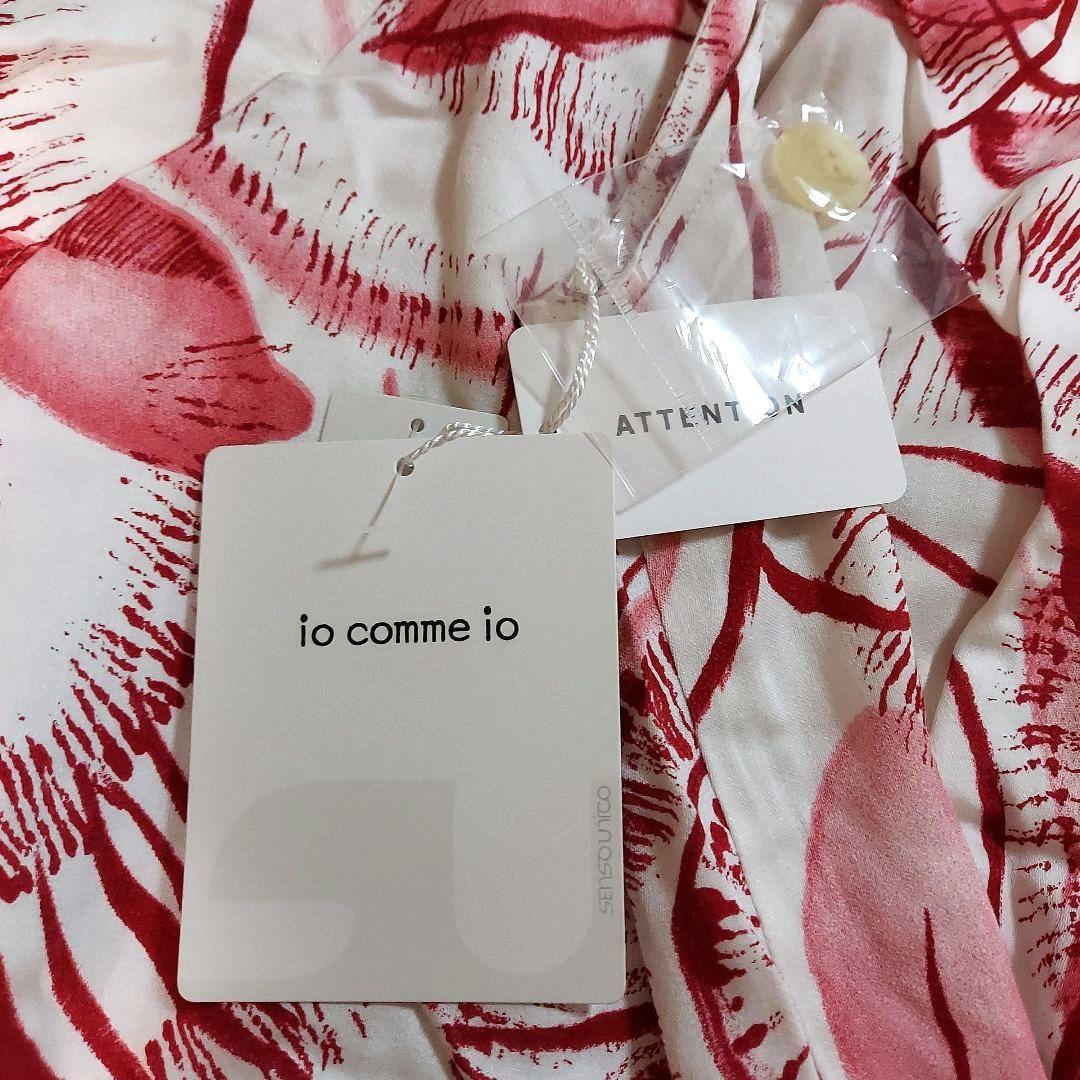 ATTENTION
io comme io
sensounico